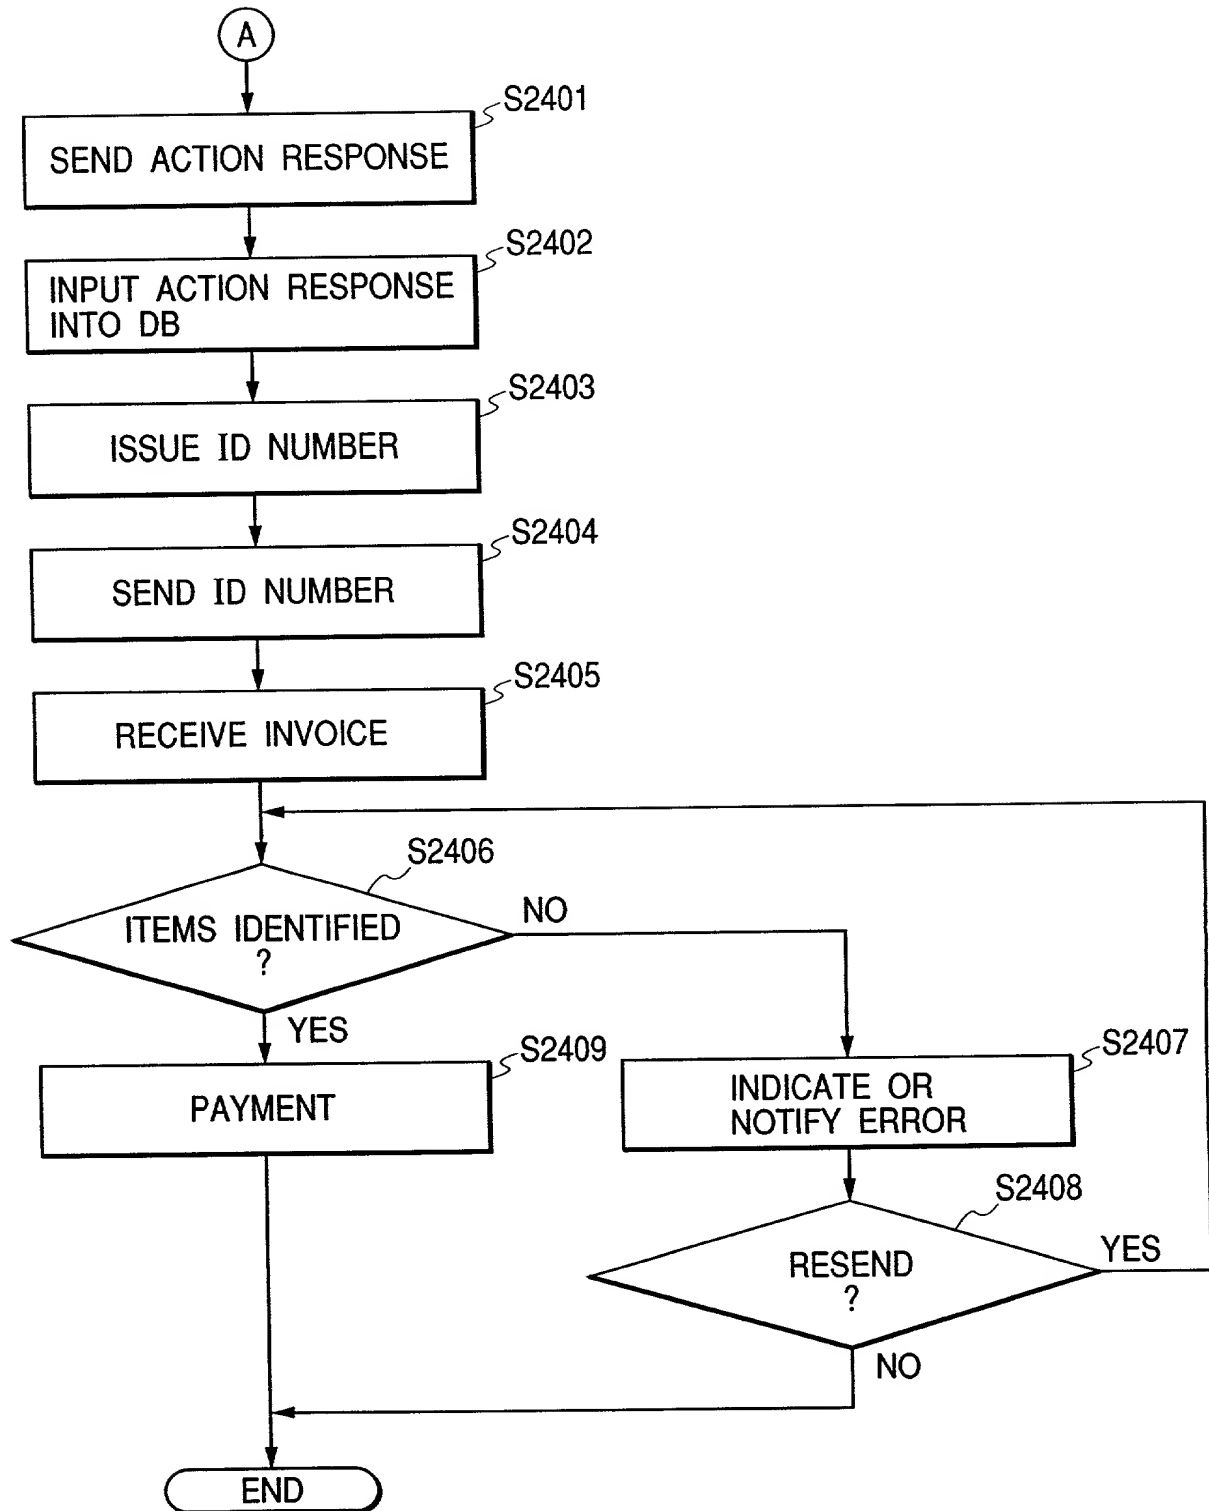 A
S2401
SEND ACTION RESPONSE
S2402
INPUT ACTION RESPONSE
INTO DB
S2403
ISSUE ID NUMBER
S2404
SEND ID NUMBER
S2405
RECEIVE INVOICE
S2406
ITEMS IDENTIFIED
?
NO
YES
S2409
PAYMENT
S2407
INDICATE OR
NOTIFY ERROR
S2408
RESEND
?
YES
NO
END